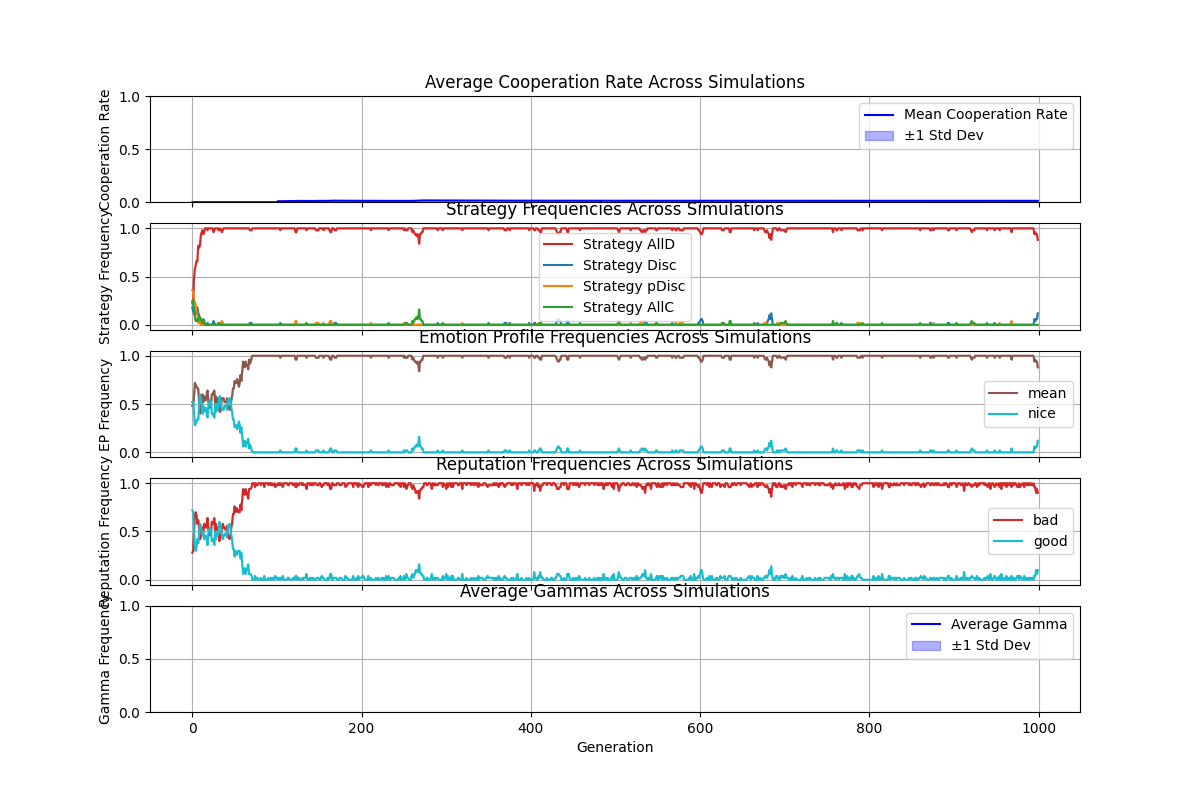 Average Cooperation Rate Across Simulations
Cooperation Rate
1.0
0.5
0.0
Mean Cooperation Rate
±1 Std Dev
Strategy Frequencies Across Simulations
Strategy Frequency
1.0
0.5
0.0
Strategy AllD
Strategy Disc
Strategy pDisc
Strategy AllC
Emotion Profile Frequencies Across Simulations
EP Frequency
1.0
0.5
0.0
mean
nice
Reputation Frequencies Across Simulations
Reputation Frequency
1.0
0.5
0.0
bad
good
Average Gammas Across Simulations
Gamma Frequency
1.0
0.5
0.0
Average Gamma
±1 Std Dev
0 200 400 600 800 1000
Generation